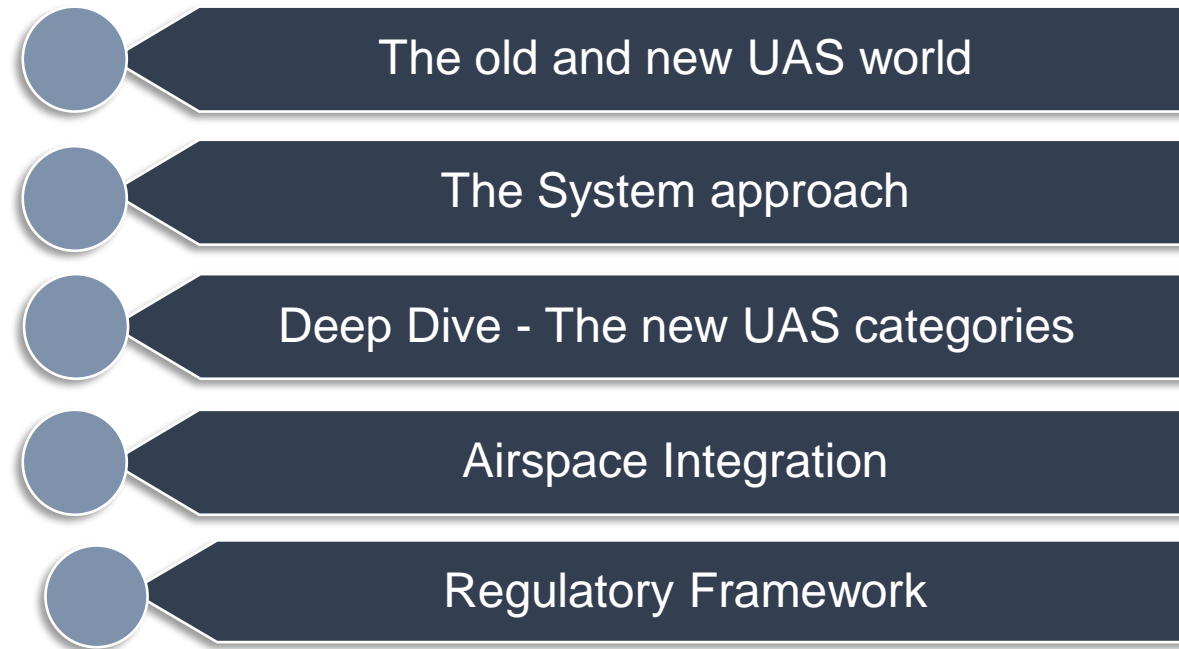 The old and new UAS world
The System approach
Deep Dive - The new UAS categories
Airspace Integration
Regulatory Framework